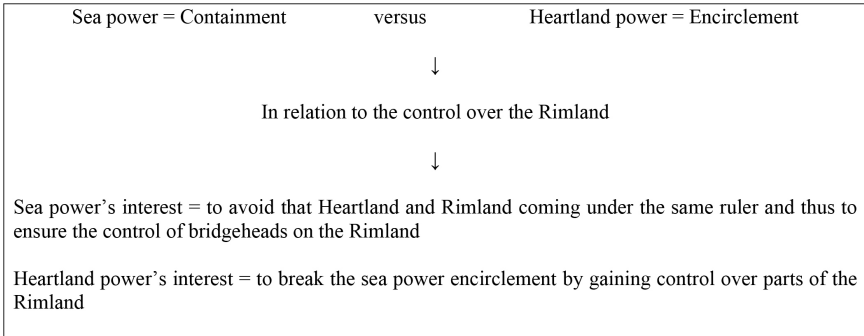 Sea power = Containment versus Heartland power = Encirclement
↓
In relation to the control over the Rimland
↓
Sea power’s interest = to avoid that Heartland and Rimland coming under the same ruler and thus to
ensure the control of bridgeheads on the Rimland
Heartland power’s interest = to break the sea power encirclement by gaining control over parts of the
Rimland